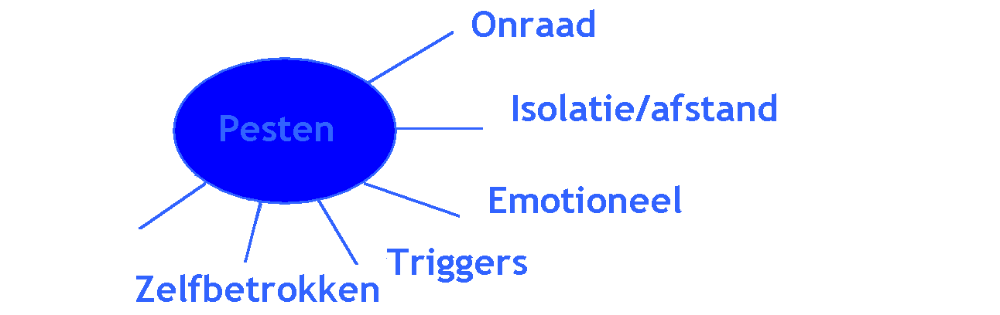 Onraad
Pesten
Isolatie/afstand
Emotioneel
Triggers
Zelfbetrokken